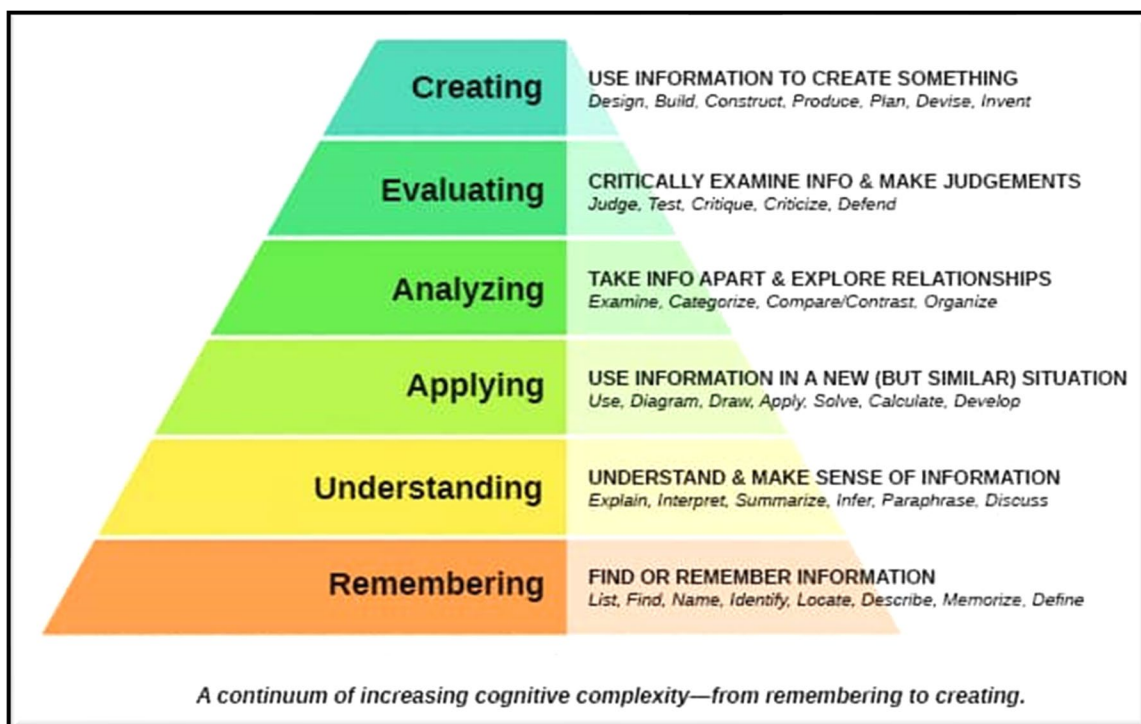 Creating
USE INFORMATION TO CREATE SOMETHING
Design, Build, Construct, Produce, Plan, Devise, Invent
Evaluating
CRITICALLY EXAMINE INFO & MAKE JUDGEMENTS
Judge, Test, Critique, Criticize, Defend
Analyzing
TAKE INFO APART & EXPLORE RELATIONSHIPS
Examine, Categorize, Compare/Contrast, Organize
Applying
USE INFORMATION IN A NEW (BUT SIMILAR) SITUATION
Use, Diagram, Draw, Apply, Solve, Calculate, Develop
Understanding
UNDERSTAND & MAKE SENSE OF INFORMATION
Explain, Interpret, Summarize, Infer, Paraphrase, Discuss
Remembering
FIND OR REMEMBER INFORMATION
List, Find, Name, Identify, Locate, Describe, Memorize, Define
A continuum of increasing cognitive complexity—from remembering to creating.